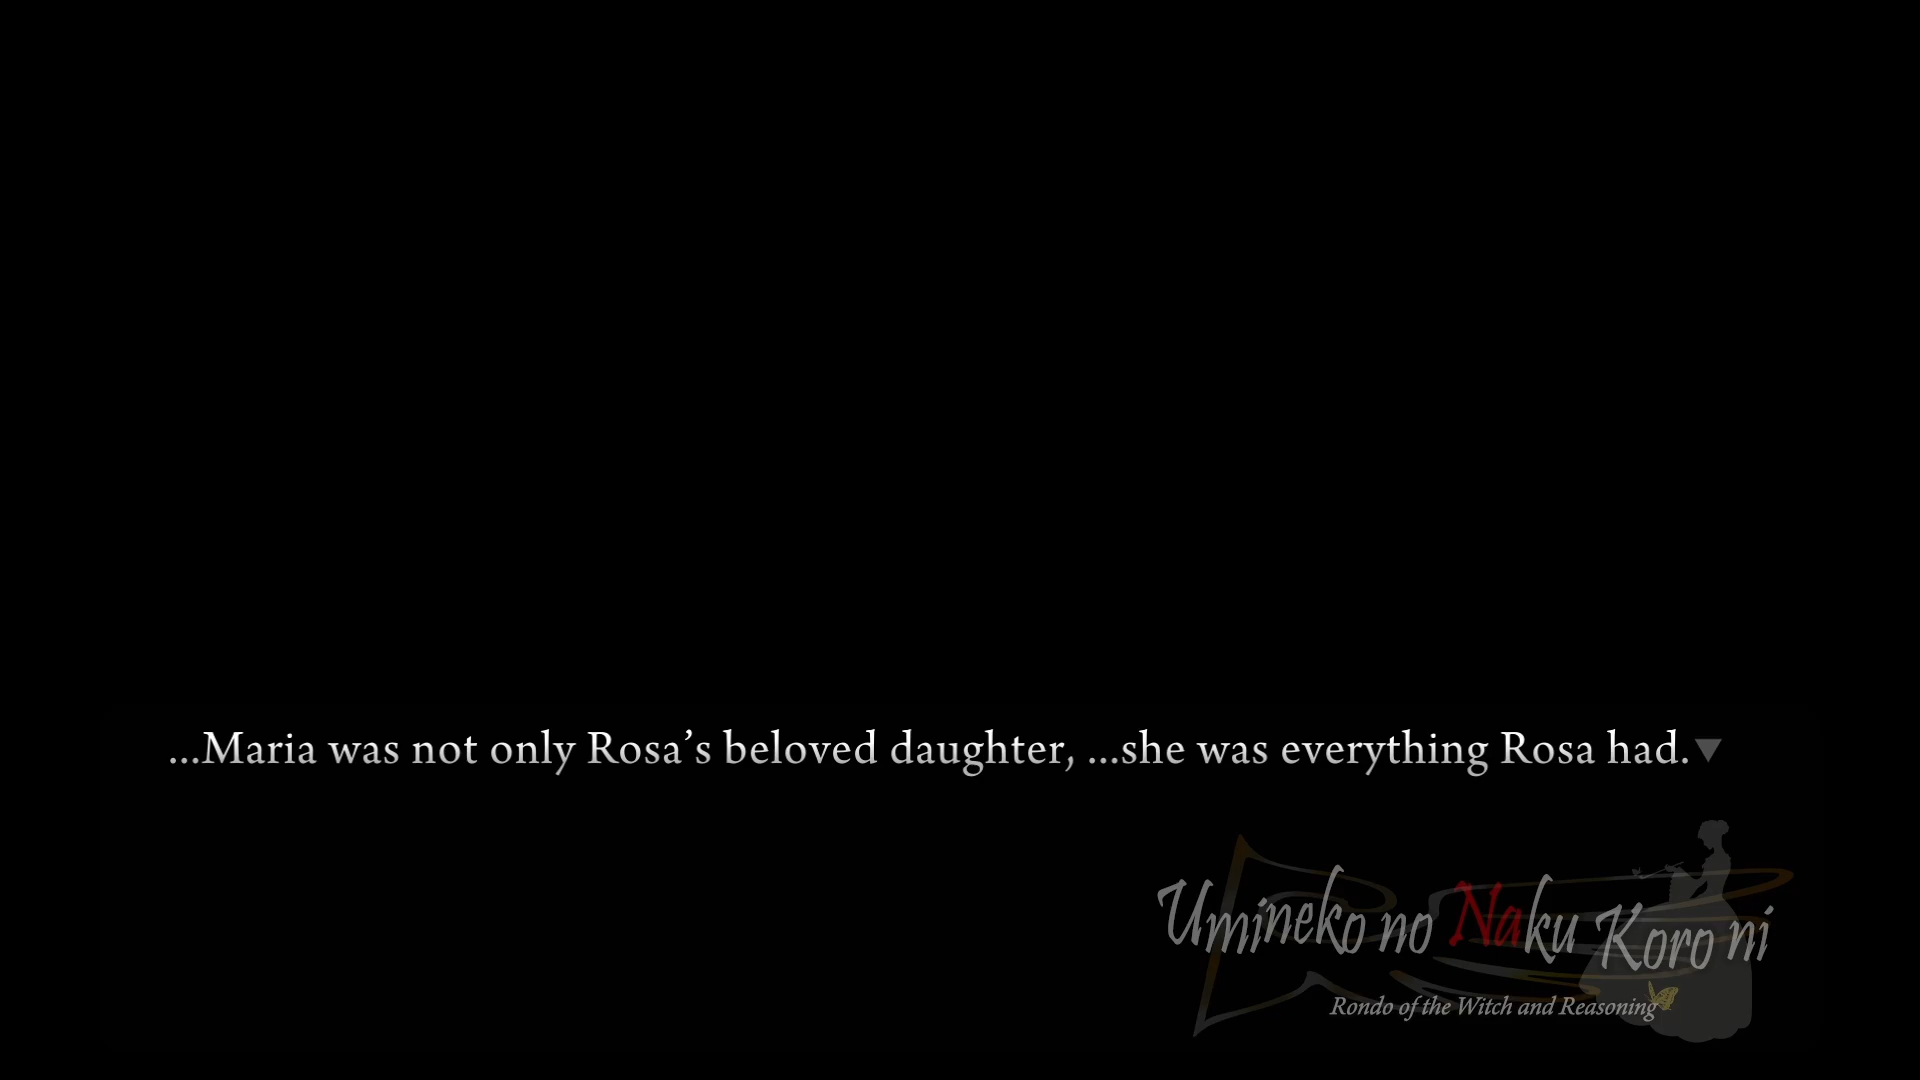 ...Maria was not only Rosa’s beloved daughter, ...she was everything Rosa had.
Umineko no Naku Koro ni
Rondo of the Witch and Reasoning